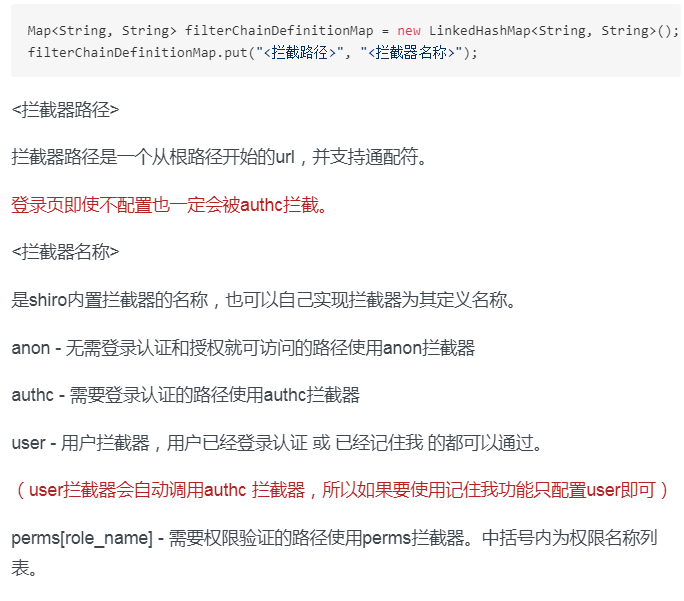 Map<String, String> filterChainDefinitionMap = new LinkedHashMap<String, String>();
filterChainDefinitionMap.put("<拦截路径>", "<拦截器名称>");
<拦截器路径>
拦截器路径是一个从根路径开始的url，并支持通配符。
登录页即使不配置也一定会被authc拦截。
<拦截器名称>
是shiro内置拦截器的名称，也可以自己实现拦截器为其定义名称。
anon - 无需登录认证和授权就可访问的路径使用anon拦截器
authc - 需要登录认证的路径使用authc拦截器
user - 用户拦截器，用户已经登录认证 或 已经记住我 的都可以通过。
（user拦截器会自动调用authc 拦截器，所以如果要使用记住我功能只配置user即可）
perms[role_name] - 需要权限验证的路径使用perms拦截器。中括号内为权限名称列
表。